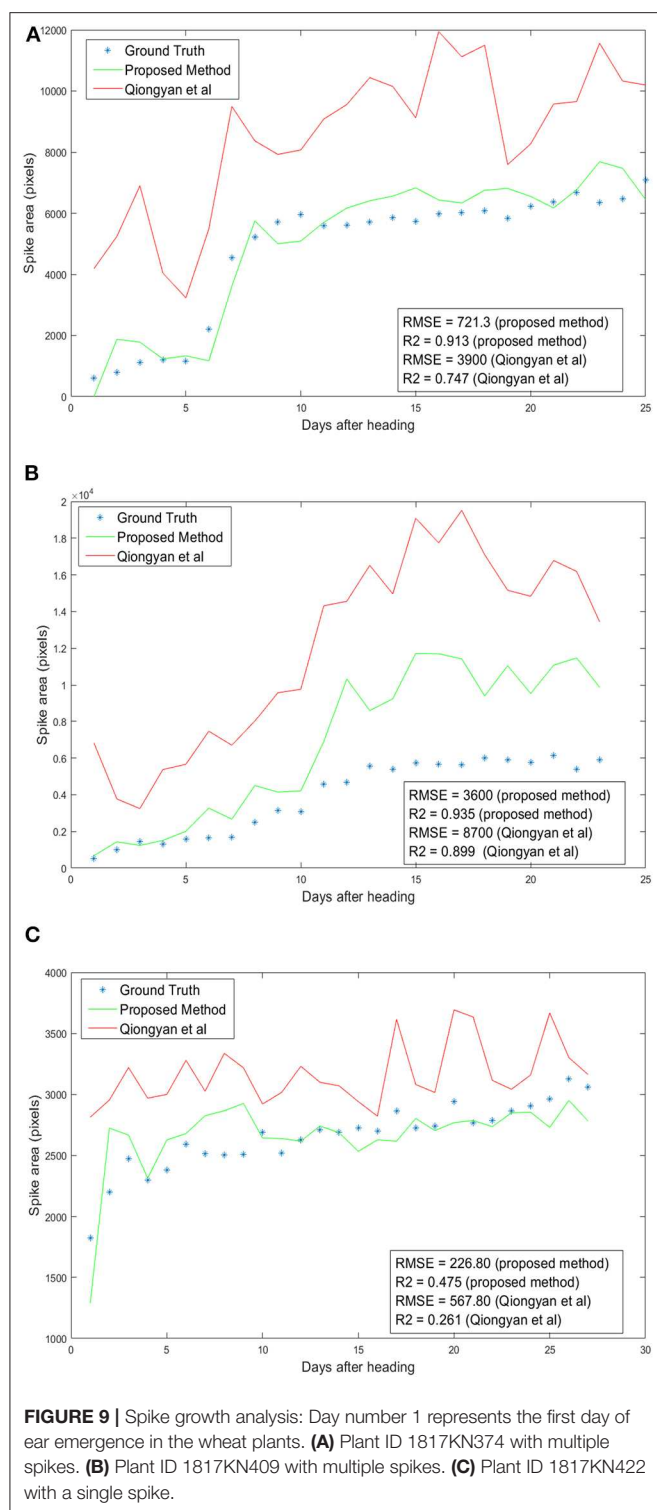 A
12000
10000
8000
6000
4000
2000
0
Spike area (pixels)
Ground Truth
Proposed Method
Qiongyan et al
RMSE = 721.3 (proposed method)
R2 = 0.913 (proposed method)
RMSE = 3900 (Qiongyan et al)
R2 = 0.747 (Qiongyan et al)
0 5 10 15 20 25
Days after heading
B
×10⁴
2
1.8
1.6
1.4
1.2
1
0.8
0.6
0.4
0.2
0
Spike area (pixels)
Ground Truth
Proposed Method
Qiongyan et al
RMSE = 3600 (proposed method)
R2 = 0.935 (proposed method)
RMSE = 8700 (Qiongyan et al)
R2 = 0.899 (Qiongyan et al)
0 5 10 15 20 25
Days after heading
C
4000
3500
3000
2500
2000
1500
1000
Spike area (pixels)
Ground Truth
Proposed Method
Qiongyan et al
RMSE = 226.80 (proposed method)
R2 = 0.475 (proposed method)
RMSE = 567.80 (Qiongyan et al)
R2 = 0.261 (Qiongyan et al)
0 5 10 15 20 25 30
Days after heading
FIGURE 9 | Spike growth analysis: Day number 1 represents the first day of
ear emergence in the wheat plants. (A) Plant ID 1817KN374 with multiple
spikes. (B) Plant ID 1817KN409 with multiple spikes. (C) Plant ID 1817KN422
with a single spike.